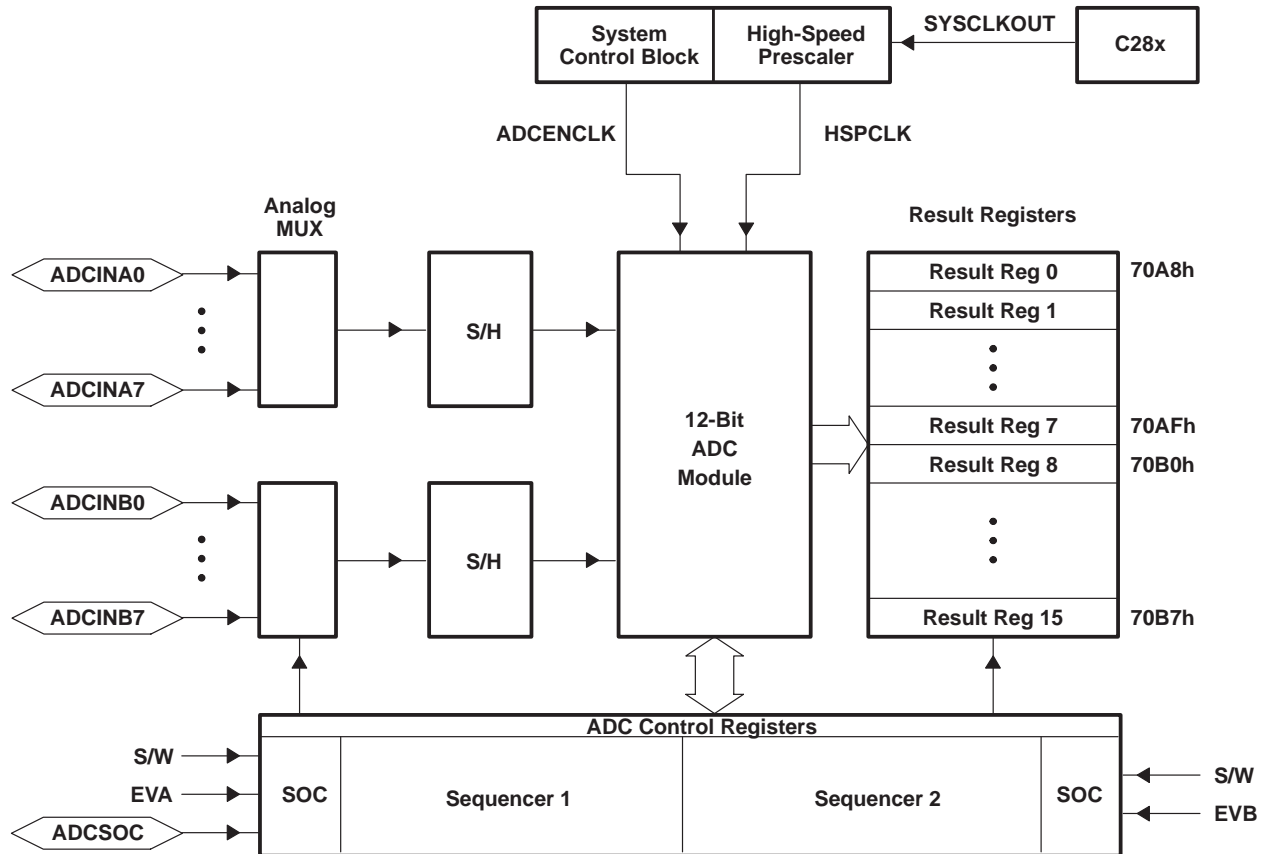 System
Control Block
High-Speed
Prescaler
SYSCLKOUT
C28x
ADCENCLK
HSPCLK
Analog
MUX
Result Registers
ADCINA0
ADCINA7
S/H
ADCINB0
ADCINB7
S/H
12-Bit
ADC
Module
Result Reg 0
70A8h
Result Reg 1
Result Reg 7
70AFh
Result Reg 8
70B0h
Result Reg 15
70B7h
ADC Control Registers
S/W
EVA
ADCSOC
SOC
Sequencer 1
Sequencer 2
SOC
S/W
EVB